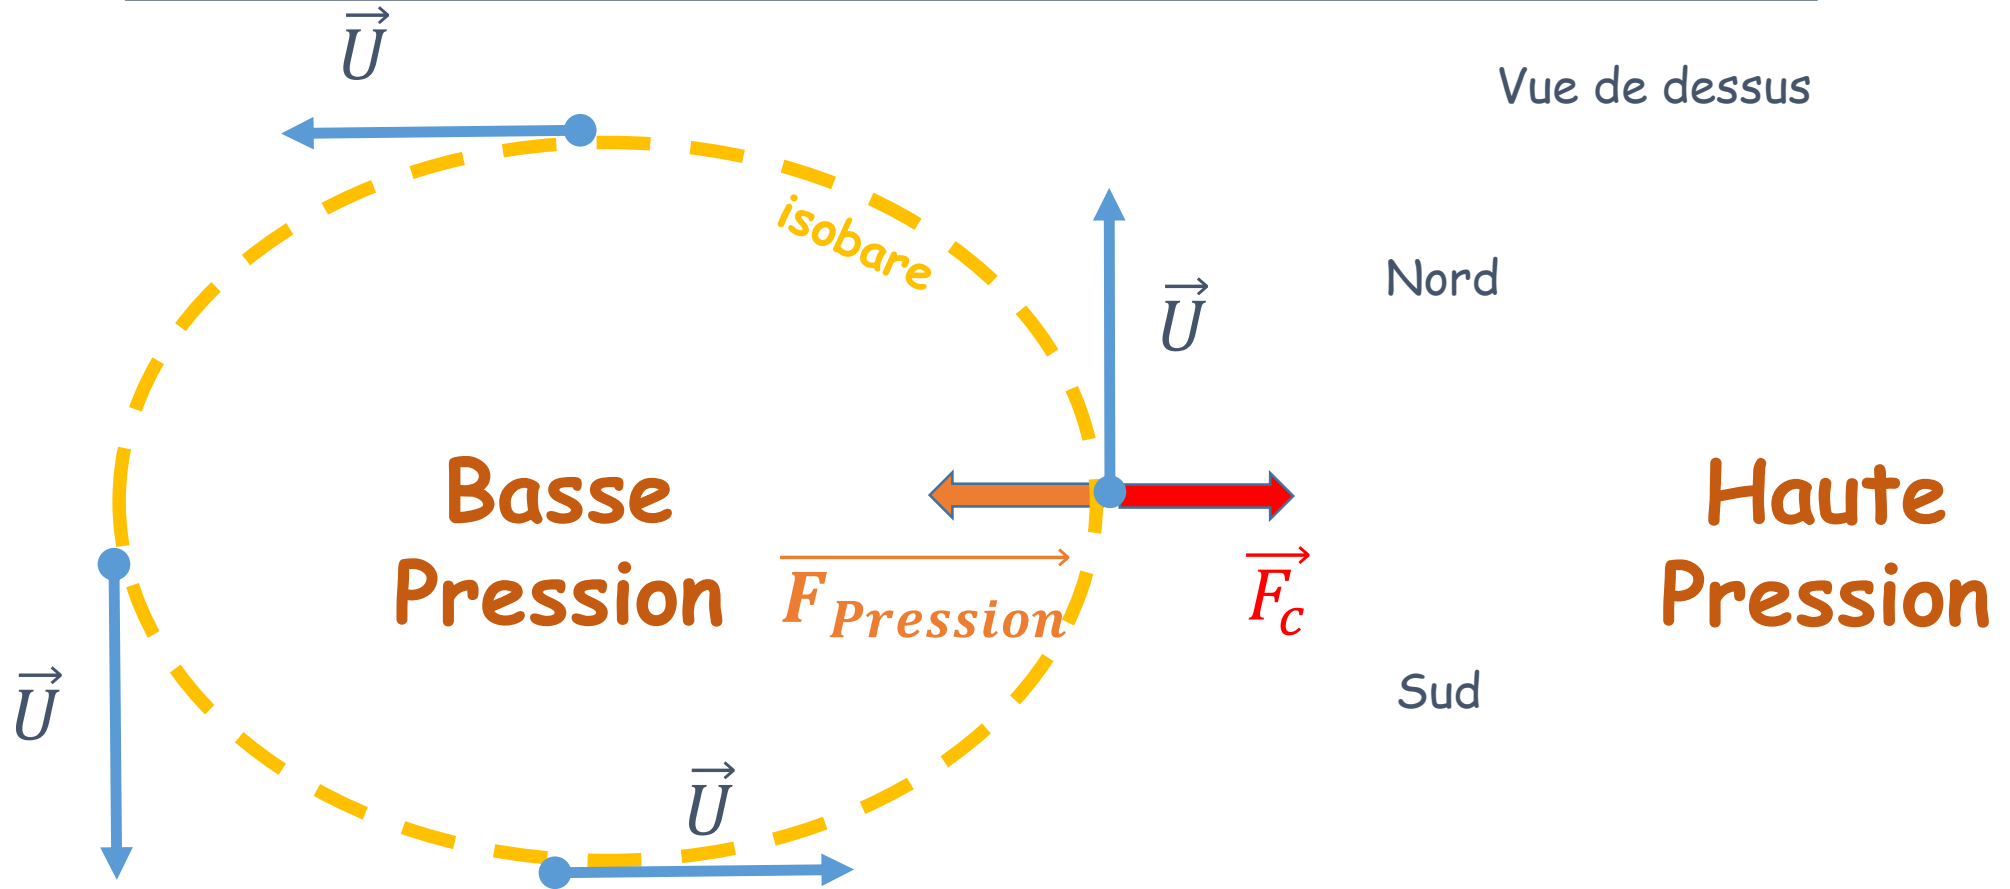 U
Vue de dessus
isobare
Nord
U
Basse
Pression
Haute
Pression
F Pression
F c
Sud
U
U